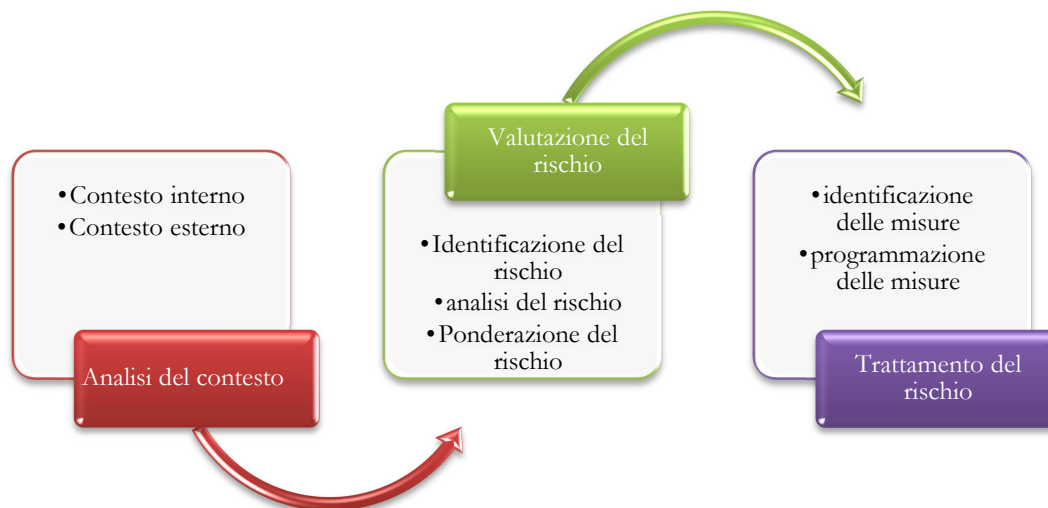 •Contesto interno
•Contesto esterno
Analisi del contesto
Valutazione del
rischio
•Identificazione del
rischio
•analisi del rischio
•Ponderazione del
rischio
•identificazione
delle misure
•programmazione
delle misure
Trattamento del
rischio